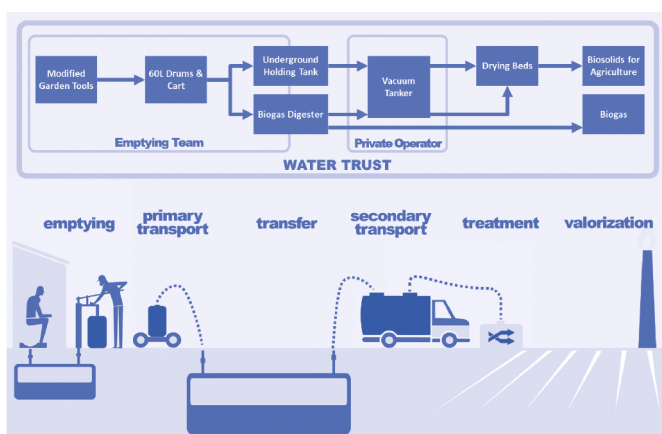 Modified
Garden Tools
60L Drums &
Cart
Underground
Holding Tank
Biogas Digester
Vacuum
Tanker
Drying Beds
Biosolids for
Agriculture
Biogas
Emptying Team
Private Operator
WATER TRUST
emptying
primary
transport
transfer
secondary
transport
treatment
valorization